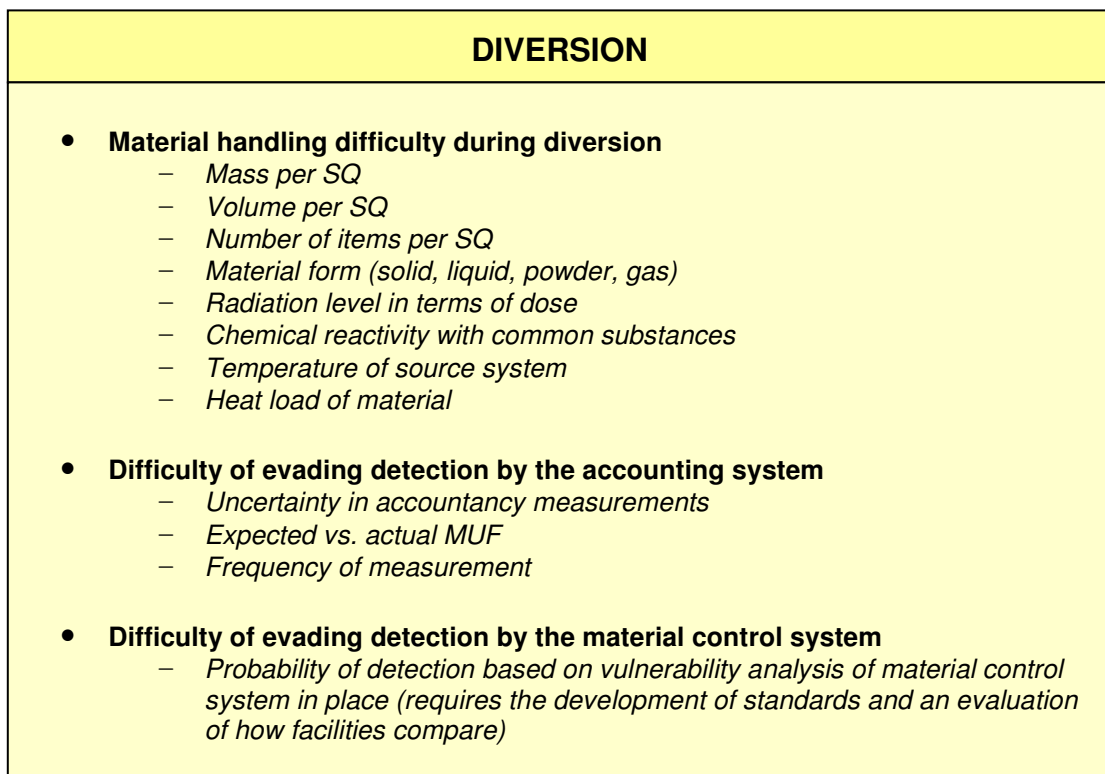 DIVERSION
• Material handling difficulty during diversion
– Mass per SQ
– Volume per SQ
– Number of items per SQ
– Material form (solid, liquid, powder, gas)
– Radiation level in terms of dose
– Chemical reactivity with common substances
– Temperature of source system
– Heat load of material
• Difficulty of evading detection by the accounting system
– Uncertainty in accountancy measurements
– Expected vs. actual MUF
– Frequency of measurement
• Difficulty of evading detection by the material control system
– Probability of detection based on vulnerability analysis of material control
system in place (requires the development of standards and an evaluation
of how facilities compare)